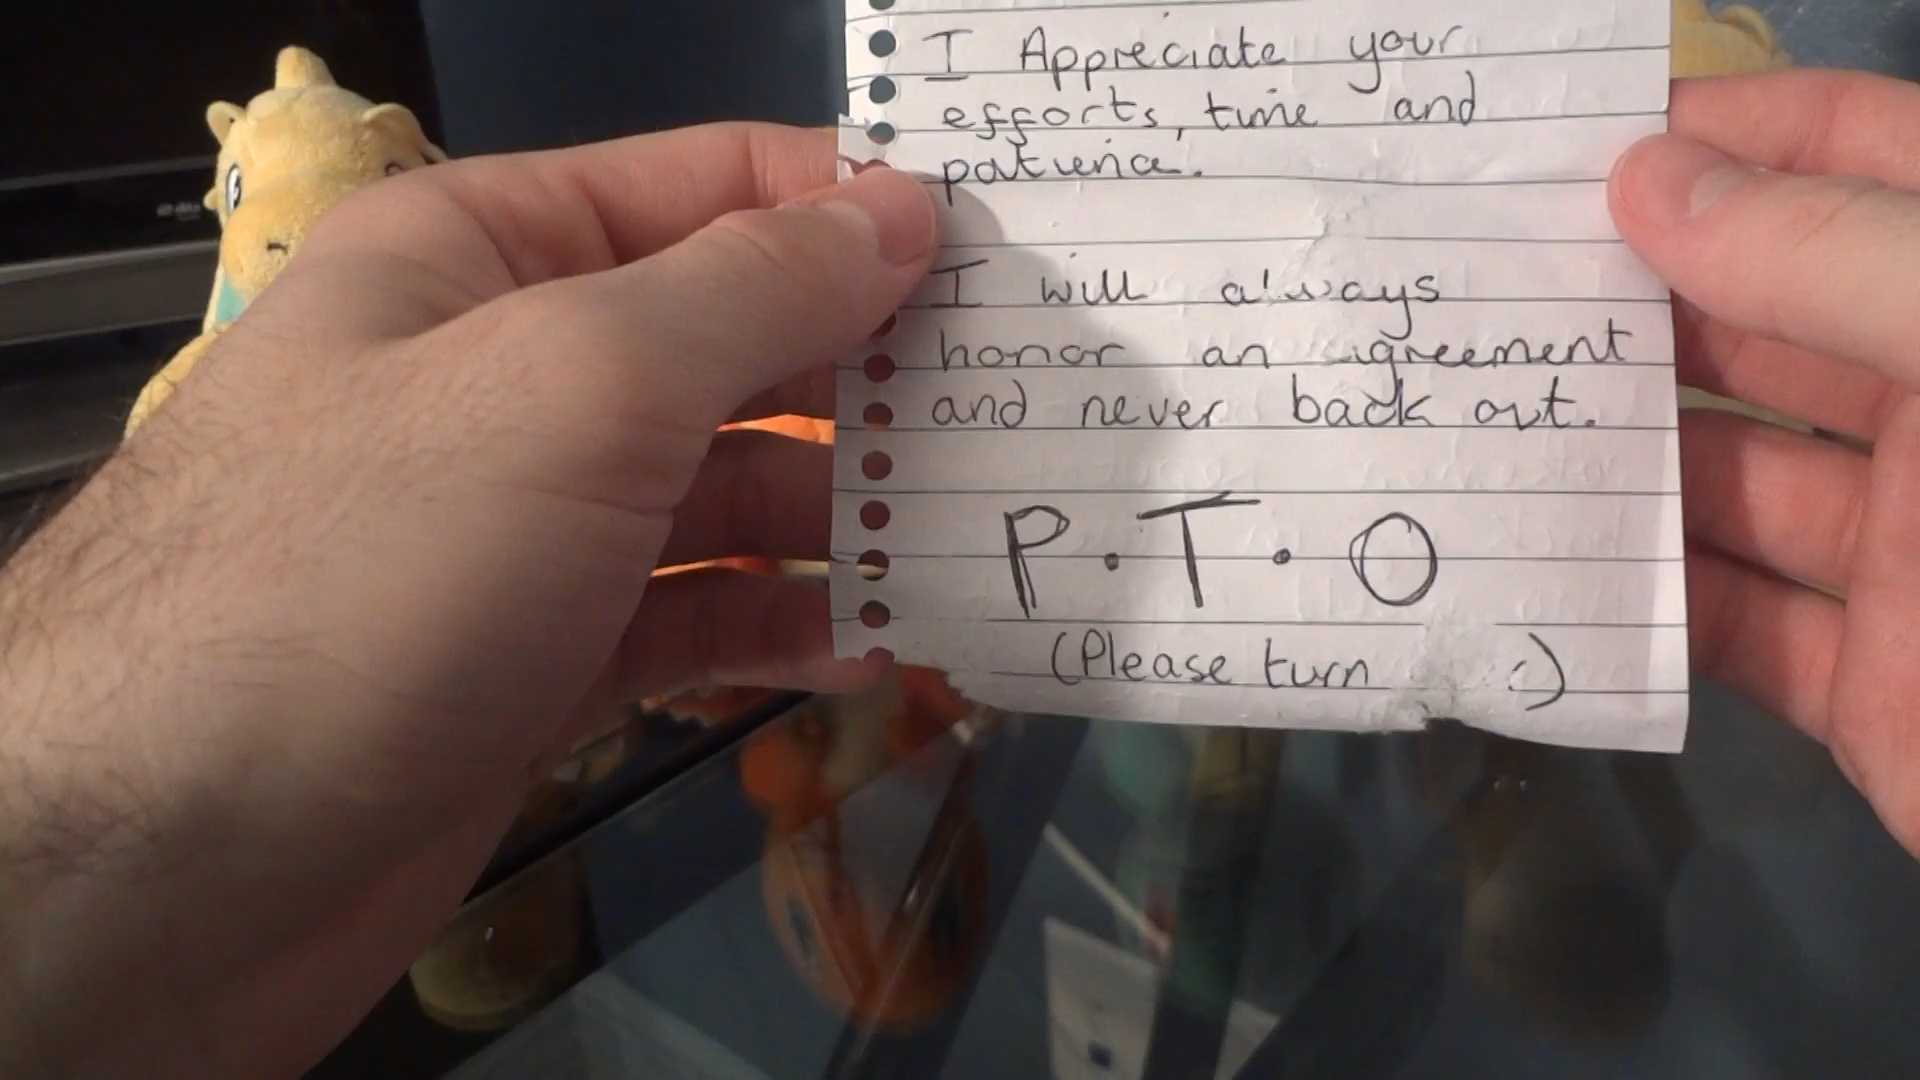 I Appreciate your
efforts, time and
patience.
I will always
honor an agreement
and never back out.
P.T.O
(Please turn :)